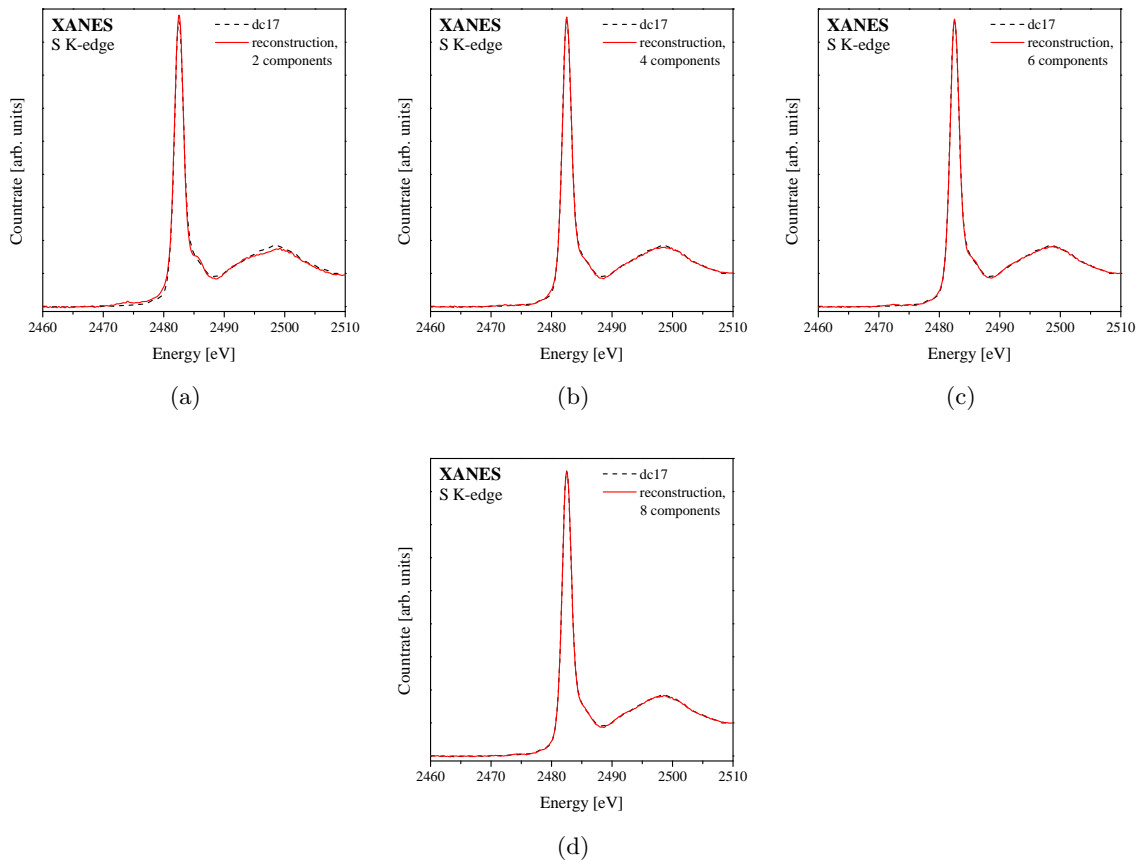 XANES
S K-edge
dc17
reconstruction,
2 components
Countrate [arb. units]
2460 2470 2480 2490 2500 2510
Energy [eV]
(a)
XANES
S K-edge
dc17
reconstruction,
4 components
Countrate [arb. units]
2460 2470 2480 2490 2500 2510
Energy [eV]
(b)
XANES
S K-edge
dc17
reconstruction,
6 components
Countrate [arb. units]
2460 2470 2480 2490 2500 2510
Energy [eV]
(c)
XANES
S K-edge
dc17
reconstruction,
8 components
Countrate [arb. units]
2460 2470 2480 2490 2500 2510
Energy [eV]
(d)